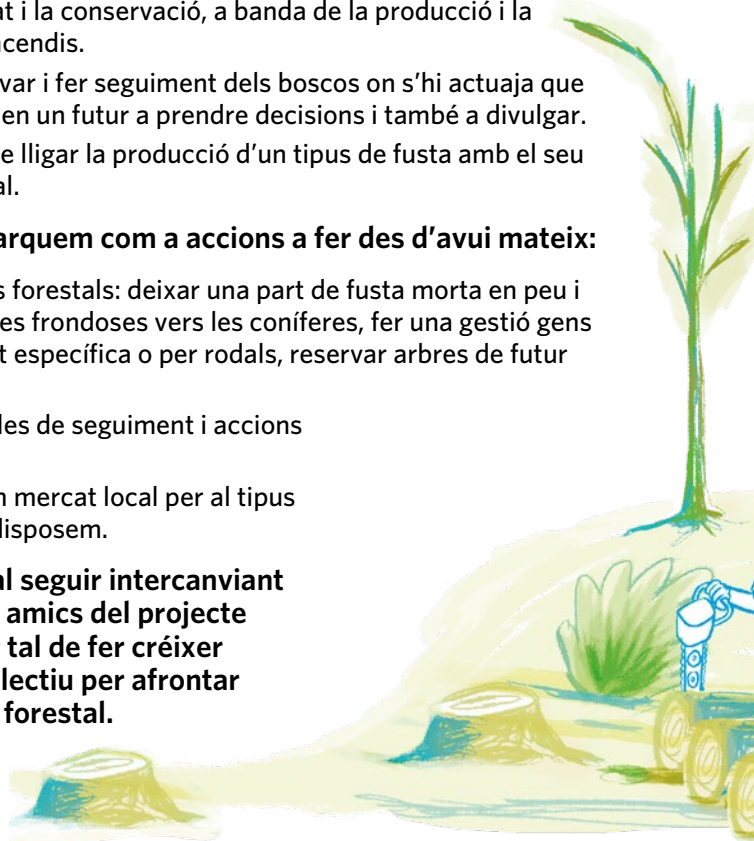 at i la conservació, a banda de la producció i la
ncendis.
var i fer seguiment dels boscos on s’hi actuaja que
en un futur a prendre decisions i també a divulgar.
e lligar la producció d’un tipus de fusta amb el seu
al.
arquem com a accions a fer des d’avui mateix:
s forestals: deixar una part de fusta morta en peu i
es frondoses vers les coníferes, fer una gestió gens
t específica o per rodals, reservar arbres de futur
les de seguiment i accions
n mercat local per al tipus
disposem.
al seguir intercanviant
amics del projecte
tal de fer créixer
lectiu per afrontar
forestal.